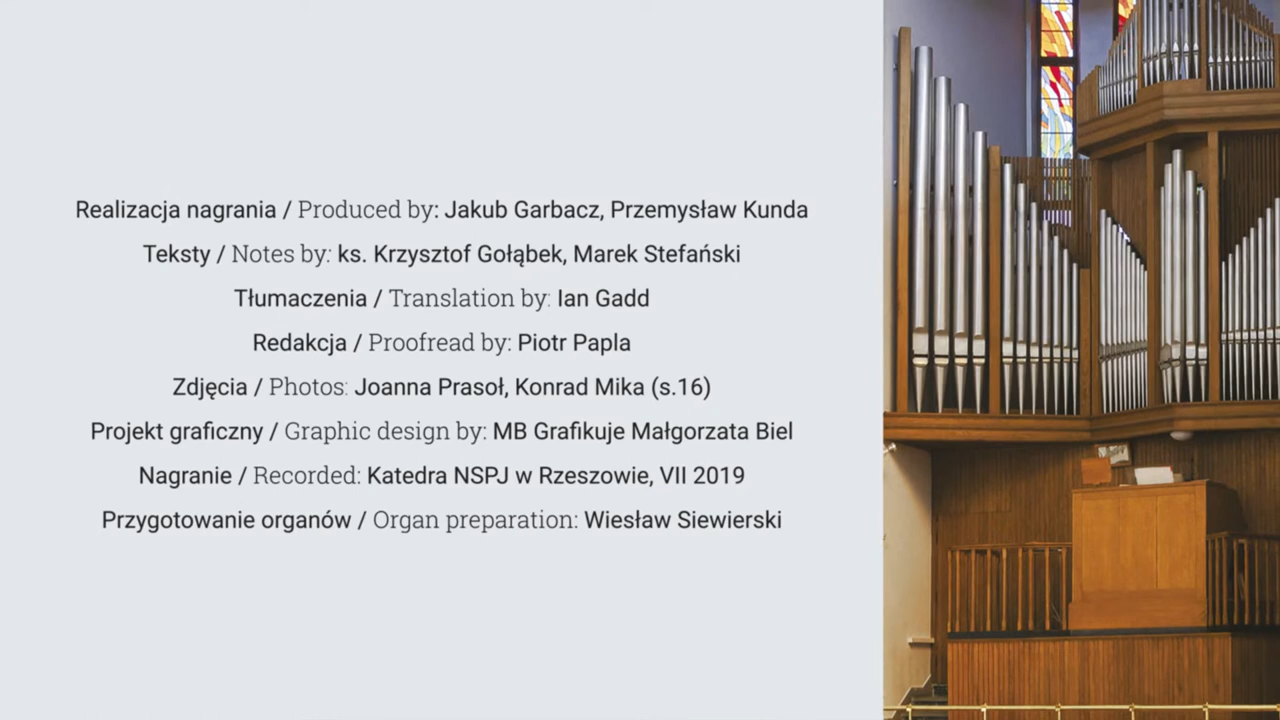 Realizacja nagrania / Produced by: Jakub Garbacz, Przemysław Kunda
Teksty / Notes by: ks. Krzysztof Gołąbek, Marek Stefański
Tłumaczenia / Translation by: Ian Gadd
Redakcja / Proofread by: Piotr Papla
Zdjęcia / Photos: Joanna Prasoł, Konrad Mika (s.16)
Projekt graficzny / Graphic design by: MB Grafikuje Małgorzata Biel
Nagranie / Recorded: Katedra NSPJ w Rzeszowie, VII 2019
Przygotowanie organów / Organ preparation: Wiesław Siewierski